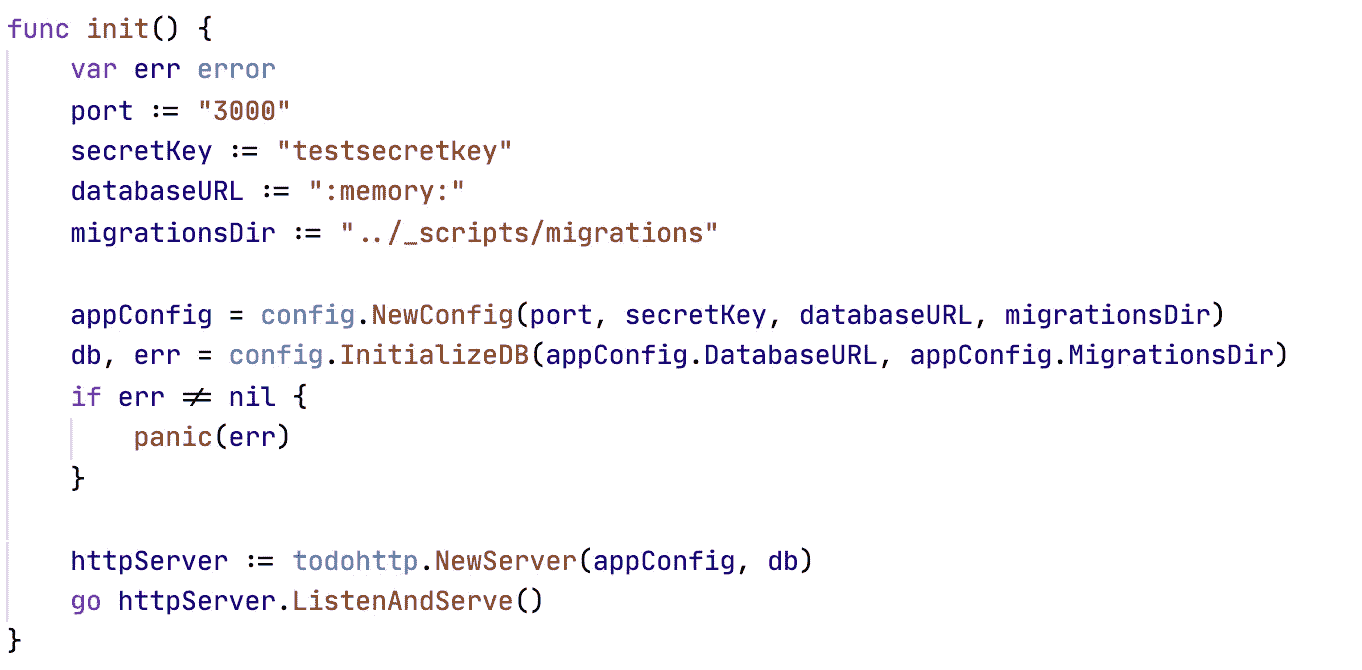 func init() {
    var err error
    port := "3000"
    secretKey := "testsecretkey"
    databaseURL := ":memory:"
    migrationsDir := "../_scripts/migrations"

    appConfig = config.NewConfig(port, secretKey, databaseURL, migrationsDir)
    db, err = config.InitializeDB(appConfig.DatabaseURL, appConfig.MigrationsDir)
    if err != nil {
        panic(err)
    }

    httpServer := todohttp.NewServer(appConfig, db)
    go httpServer.ListenAndServe()
}